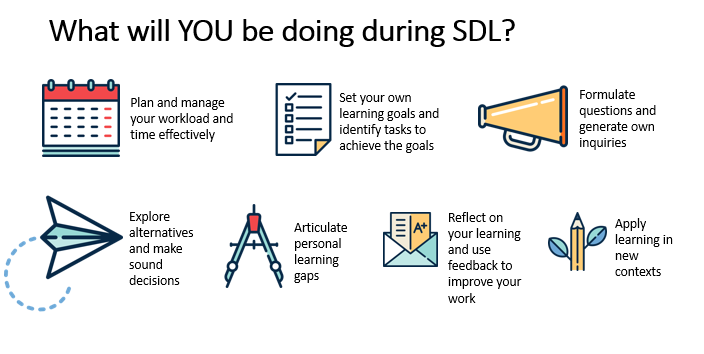 What will YOU be doing during SDL?
Plan and manage
your workload and
time effectively
Set your own
learning goals and
identify tasks to
achieve the goals
Formulate
questions and
generate own
inquiries
Explore
alternatives
and make
sound
decisions
Articulate
personal
learning
gaps
A+
Reflect on
your learning
and use
feedback to
improve your
work
Apply
learning in
new
contexts